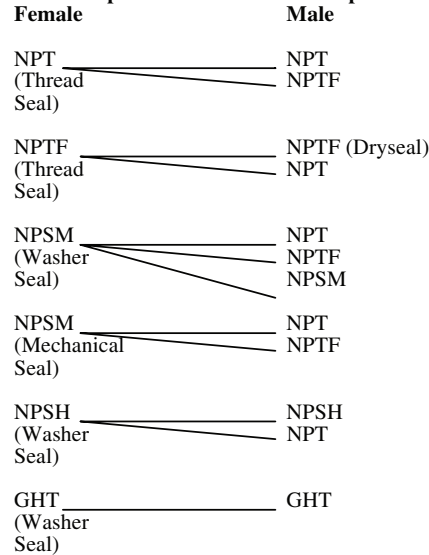 Female Male
NPT NPT
(Thread NPTF
Seal)
NPTF NPTF (Dryseal)
(Thread NPT
Seal)
NPSM NPT
(Washer NPTF
Seal) NPSM
NPSM NPT
(Mechanical NPTF
Seal)
NPSH NPSH
(Washer NPT
Seal)
GHT GHT
(Washer
Seal)